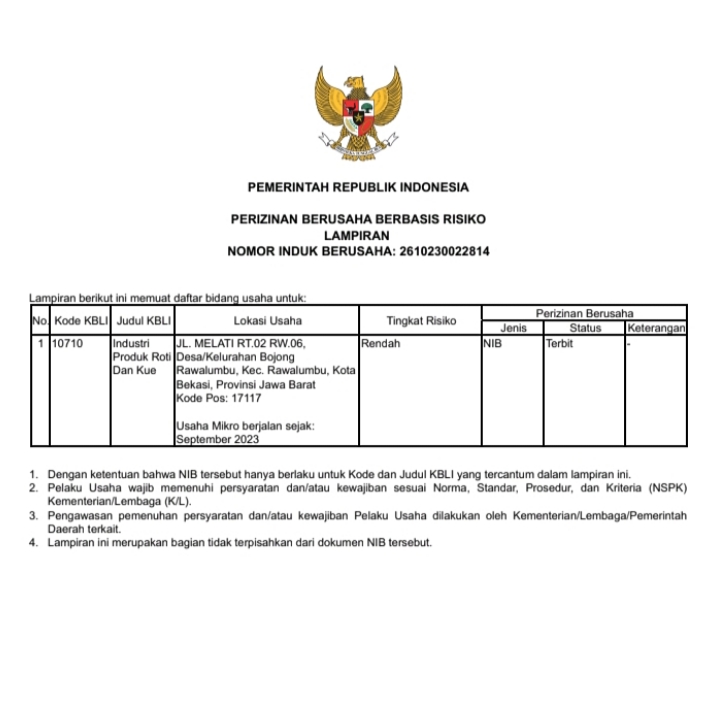 PEMERINTAH REPUBLIK INDONESIA
PERIZINAN BERUSAHA BERBASIS RISIKO
LAMPIRAN
NOMOR INDUK BERUSAHA: 2610230022814
Lampiran berikut ini memuat daftar bidang usaha untuk:
No. Kode KBLI Judul KBLI Lokasi Usaha Tingkat Risiko Perizinan Berusaha
Jenis Status Keterangan
1 10710 Industri JL. MELATI RT.02 RW.06, Rendah NIB Terbit -
Produk Roti Desa/Kelurahan Bojong
Dan Kue Rawalumbu, Kec. Rawalumbu, Kota
Bekasi, Provinsi Jawa Barat
Kode Pos: 17117
Usaha Mikro berjalan sejak:
September 2023
1. Dengan ketentuan bahwa NIB tersebut hanya berlaku untuk Kode dan Judul KBLI yang tercantum dalam lampiran ini.
2. Pelaku Usaha wajib memenuhi persyaratan dan/atau kewajiban sesuai Norma, Standar, Prosedur, dan Kriteria (NSPK)
Kementerian/Lembaga (K/L).
3. Pengawasan pemenuhan persyaratan dan/atau kewajiban Pelaku Usaha dilakukan oleh Kementerian/Lembaga/Pemerintah
Daerah terkait.
4. Lampiran ini merupakan bagian tidak terpisahkan dari dokumen NIB tersebut.